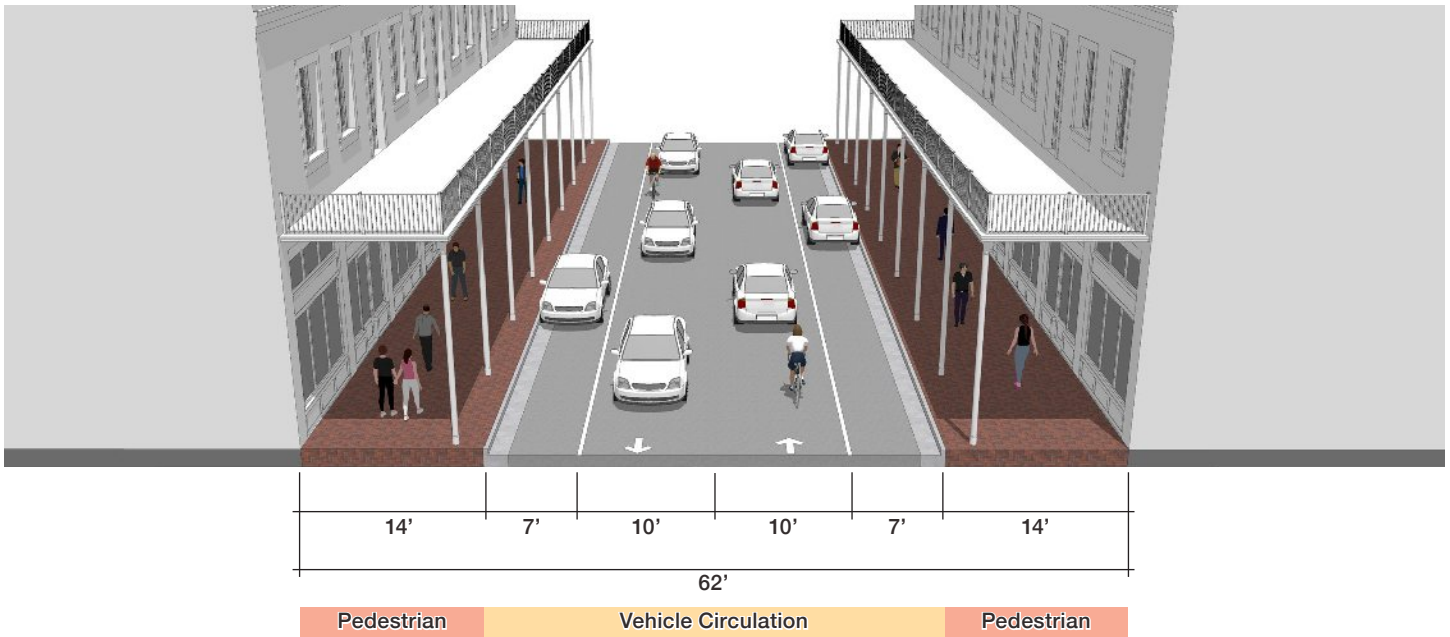 14’ 7’ 10’ 10’ 7’ 14’
62’
Pedestrian Vehicle Circulation Pedestrian